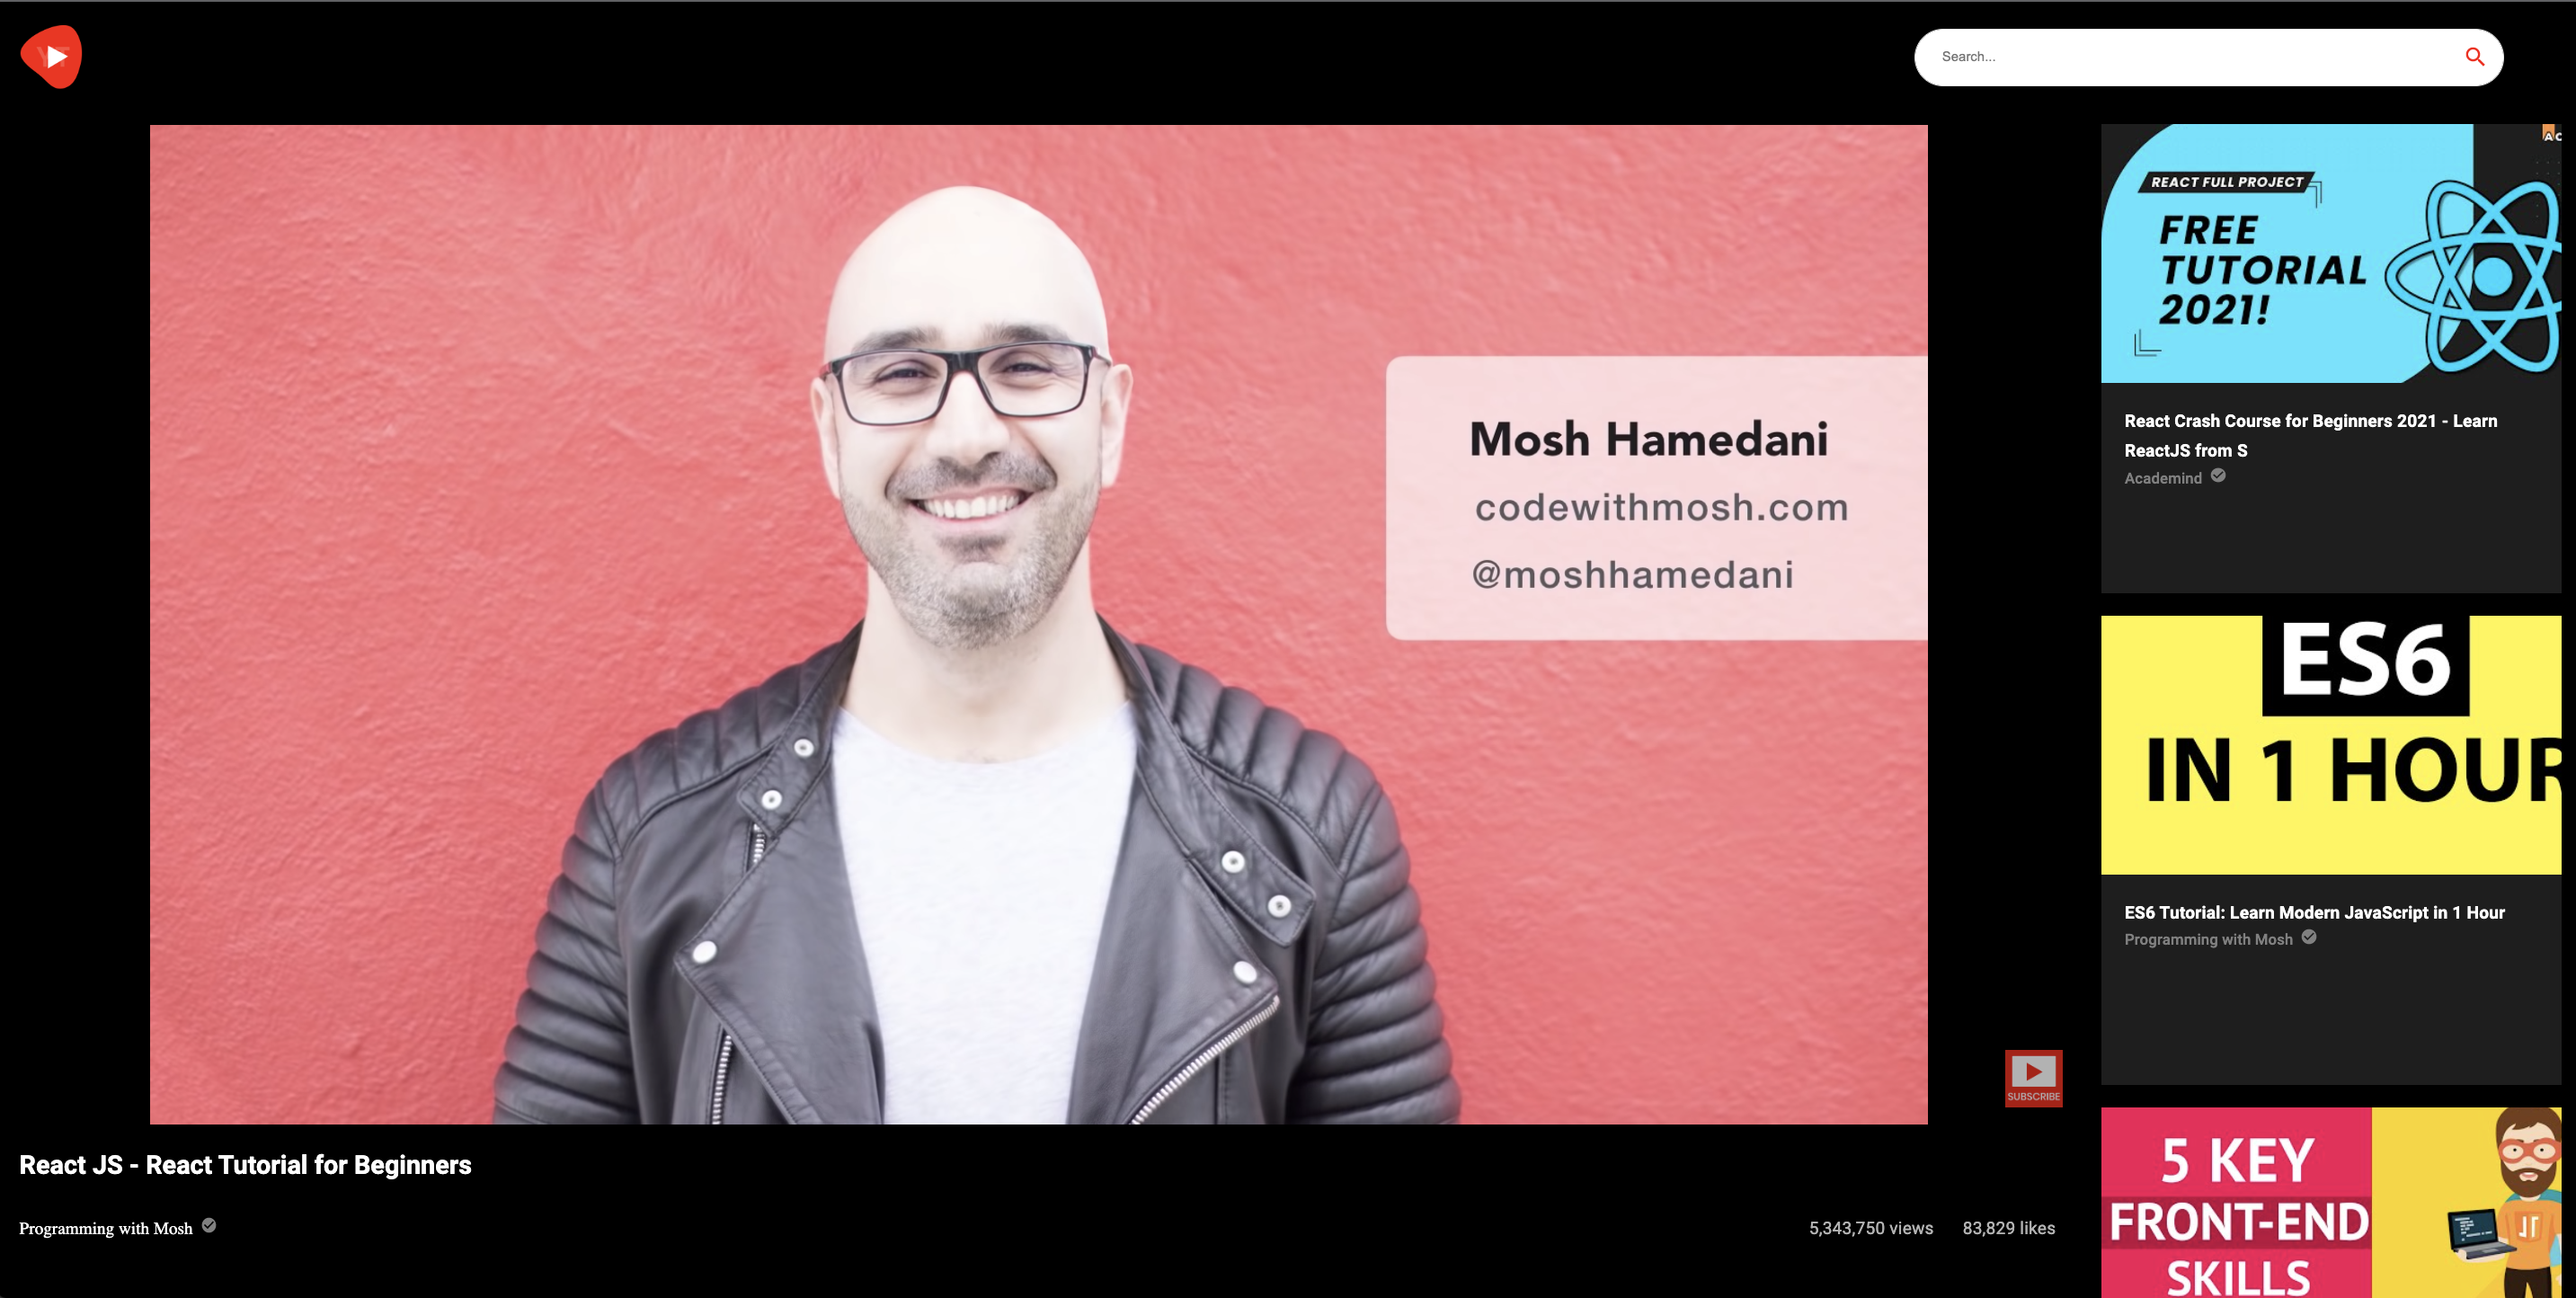 YT
Search...
Mosh Hamedani
codewithmosh.com
@moshhamedani
SUBSCRIBE
React JS - React Tutorial for Beginners
Programming with Mosh
5,343,750 views 83,829 likes
AC
REACT FULL PROJECT
FREE
TUTORIAL
2021!
React Crash Course for Beginners 2021 - Learn
ReactJS from S
Academind
ES6
IN 1 HOUR
ES6 Tutorial: Learn Modern JavaScript in 1 Hour
Programming with Mosh
5 KEY
FRONT-END
SKILLS